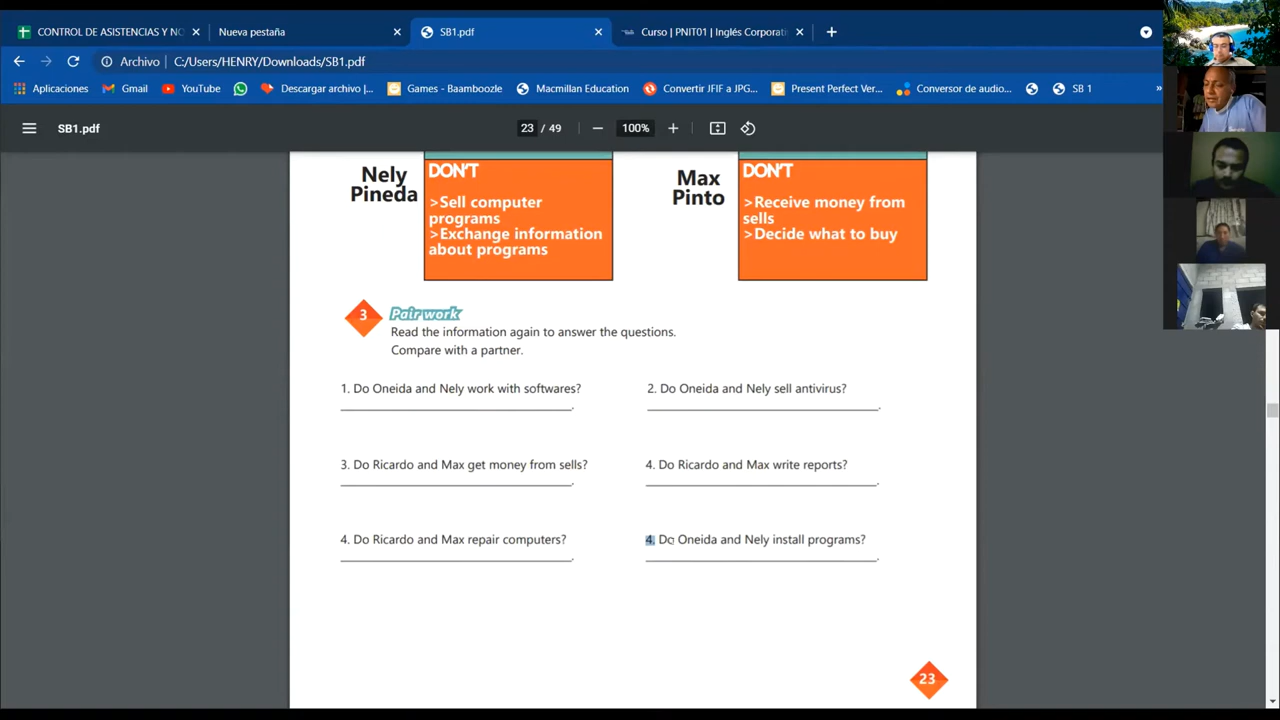 CONTROL DE ASISTENCIAS Y NO
Nueva pestaña
SB1.pdf
Curso | PNIT01 | Inglés Corporati
Archivo
C:/Users/HENRY/Downloads/SB1.pdf
Aplicaciones
Gmail
YouTube
Descargar archivo |...
Games - Baamboozle
Macmillan Education
Convertir JFIF a JPG...
Present Perfect Ver...
Conversor de audio...
SB 1
»
SB1.pdf
23 / 49
100%
Nely
Pineda
DON'T
>Sell computer
programs
>Exchange information
about programs
Max
Pinto
DON'T
>Receive money from
sells
>Decide what to buy
3
Pair work
Read the information again to answer the questions.
Compare with a partner.
1. Do Oneida and Nely work with softwares?
2. Do Oneida and Nely sell antivirus?
3. Do Ricardo and Max get money from sells?
4. Do Ricardo and Max write reports?
4. Do Ricardo and Max repair computers?
4. Do Oneida and Nely install programs?
23